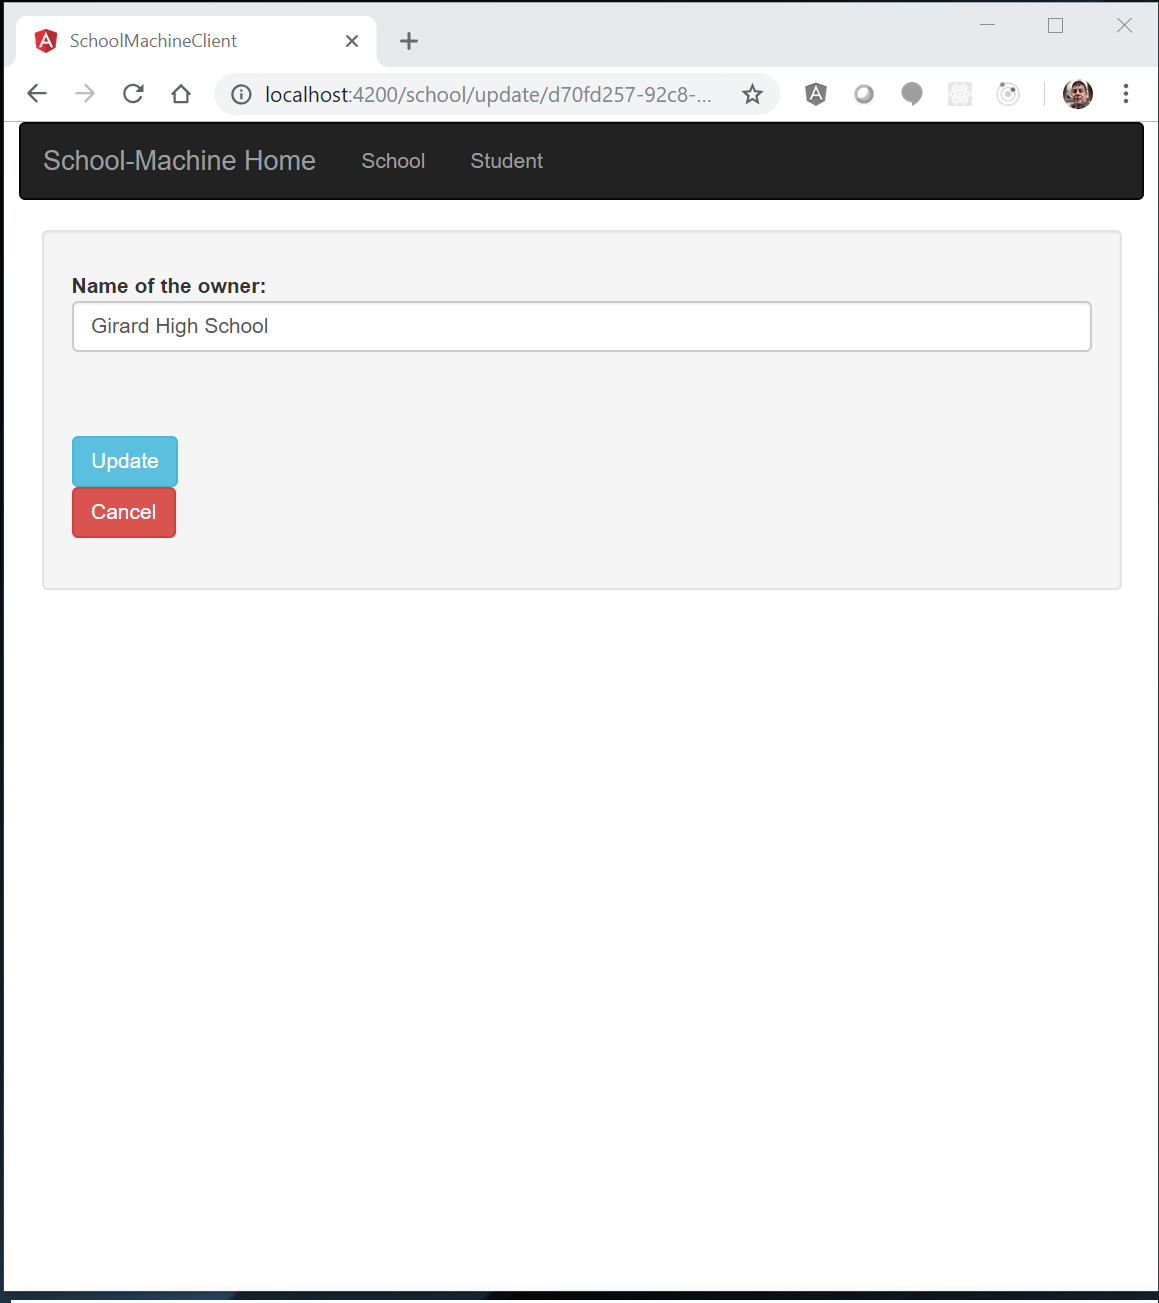 SchoolMachineClient
localhost:4200/school/update/d70fd257-92c8-...
School-Machine Home School Student
Name of the owner:
Girard High School
Update
Cancel